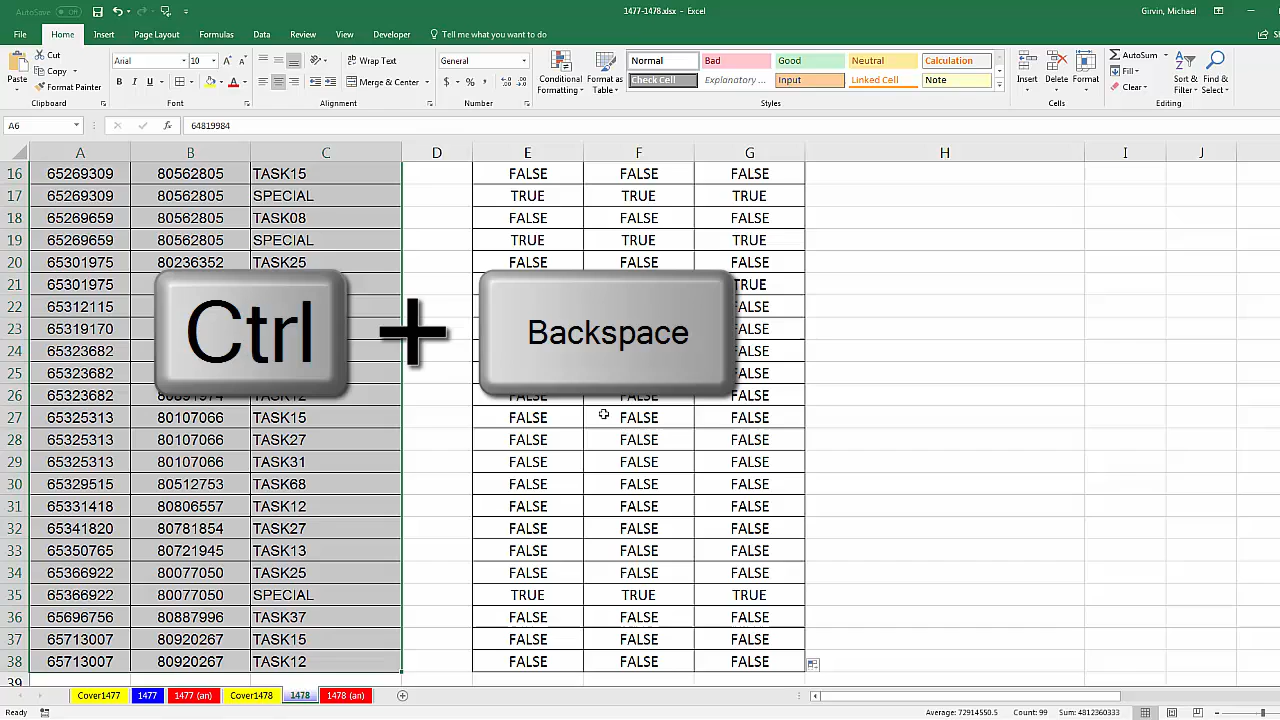 AutoSave Off 1477-1478.xlsx - Excel Girvin, Michael
File Home Insert Page Layout Formulas Data Review View Developer Tell me what you want to do
Cut Arial 10 Wrap Text General Normal Bad Good Neutral Calculation AutoSum
Copy Fill
Paste Format Painter B I U Merge & Center $ % , Conditional Formatting Format as Table Check Cell Explanatory ... Input Linked Cell Note Insert Delete Format Clear Sort & Filter Find & Select
Clipboard Font Alignment Number Styles Cells Editing
A6 fx 64819984
A B C D E F G H I J
16 65269309 80562805 TASK15 FALSE FALSE FALSE
17 65269309 80562805 SPECIAL TRUE TRUE TRUE
18 65269659 80562805 TASK08 FALSE FALSE FALSE
19 65269659 80562805 SPECIAL TRUE TRUE TRUE
20 65301975 80236352 TASK25 FALSE FALSE FALSE
21 65301975 TRUE
22 65312115 FALSE
23 65319170 FALSE
Ctrl + Backspace
24 65323682 FALSE
25 65323682 FALSE
26 65323682 FALSE FALSE FALSE
27 65325313 80107066 TASK15 FALSE FALSE FALSE
28 65325313 80107066 TASK27 FALSE FALSE FALSE
29 65325313 80107066 TASK31 FALSE FALSE FALSE
30 65329515 80512753 TASK68 FALSE FALSE FALSE
31 65331418 80806557 TASK12 FALSE FALSE FALSE
32 65341820 80781854 TASK27 FALSE FALSE FALSE
33 65350765 80721945 TASK13 FALSE FALSE FALSE
34 65366922 80077050 TASK25 FALSE FALSE FALSE
35 65366922 80077050 SPECIAL TRUE TRUE TRUE
36 65696756 80887996 TASK37 FALSE FALSE FALSE
37 65713007 80920267 TASK15 FALSE FALSE FALSE
38 65713007 80920267 TASK12 FALSE FALSE FALSE
39
Cover1477 1477 1477 (an) Cover1478 1478 1478 (an)
Ready Average: 72914550.5 Count: 99 Sum: 4812360333